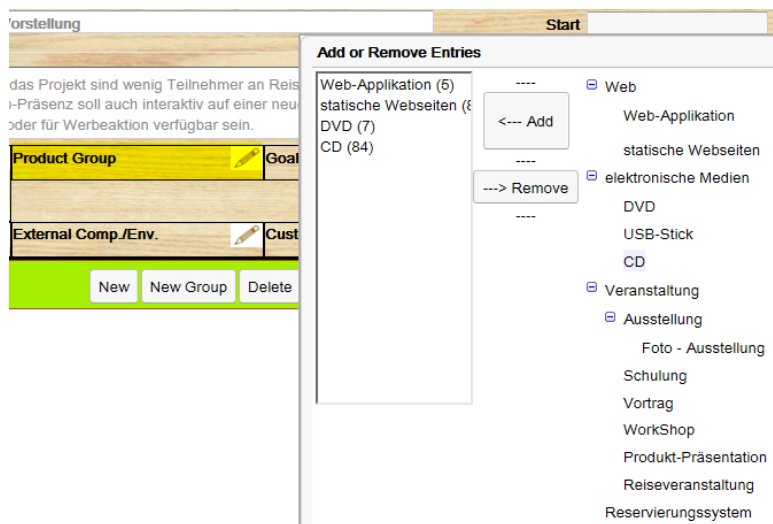 Vorstellung
Start
Add or Remove Entries
das Projekt sind wenig Teilnehmer an Reis
-Präsenz soll auch interaktiv auf einer neu
oder für Werbeaktion verfügbar sein.
Product Group
Goal
External Comp./Env.
Cust
New New Group Delete
Web-Applikation (5)
statische Webseiten (8
DVD (7)
CD (84)
----
<--- Add
----
---> Remove
----
Web
Web-Applikation
statische Webseiten
elektronische Medien
DVD
USB-Stick
CD
Veranstaltung
Ausstellung
Foto - Ausstellung
Schulung
Vortrag
WorkShop
Produkt-Präsentation
Reiseveranstaltung
Reservierungssystem